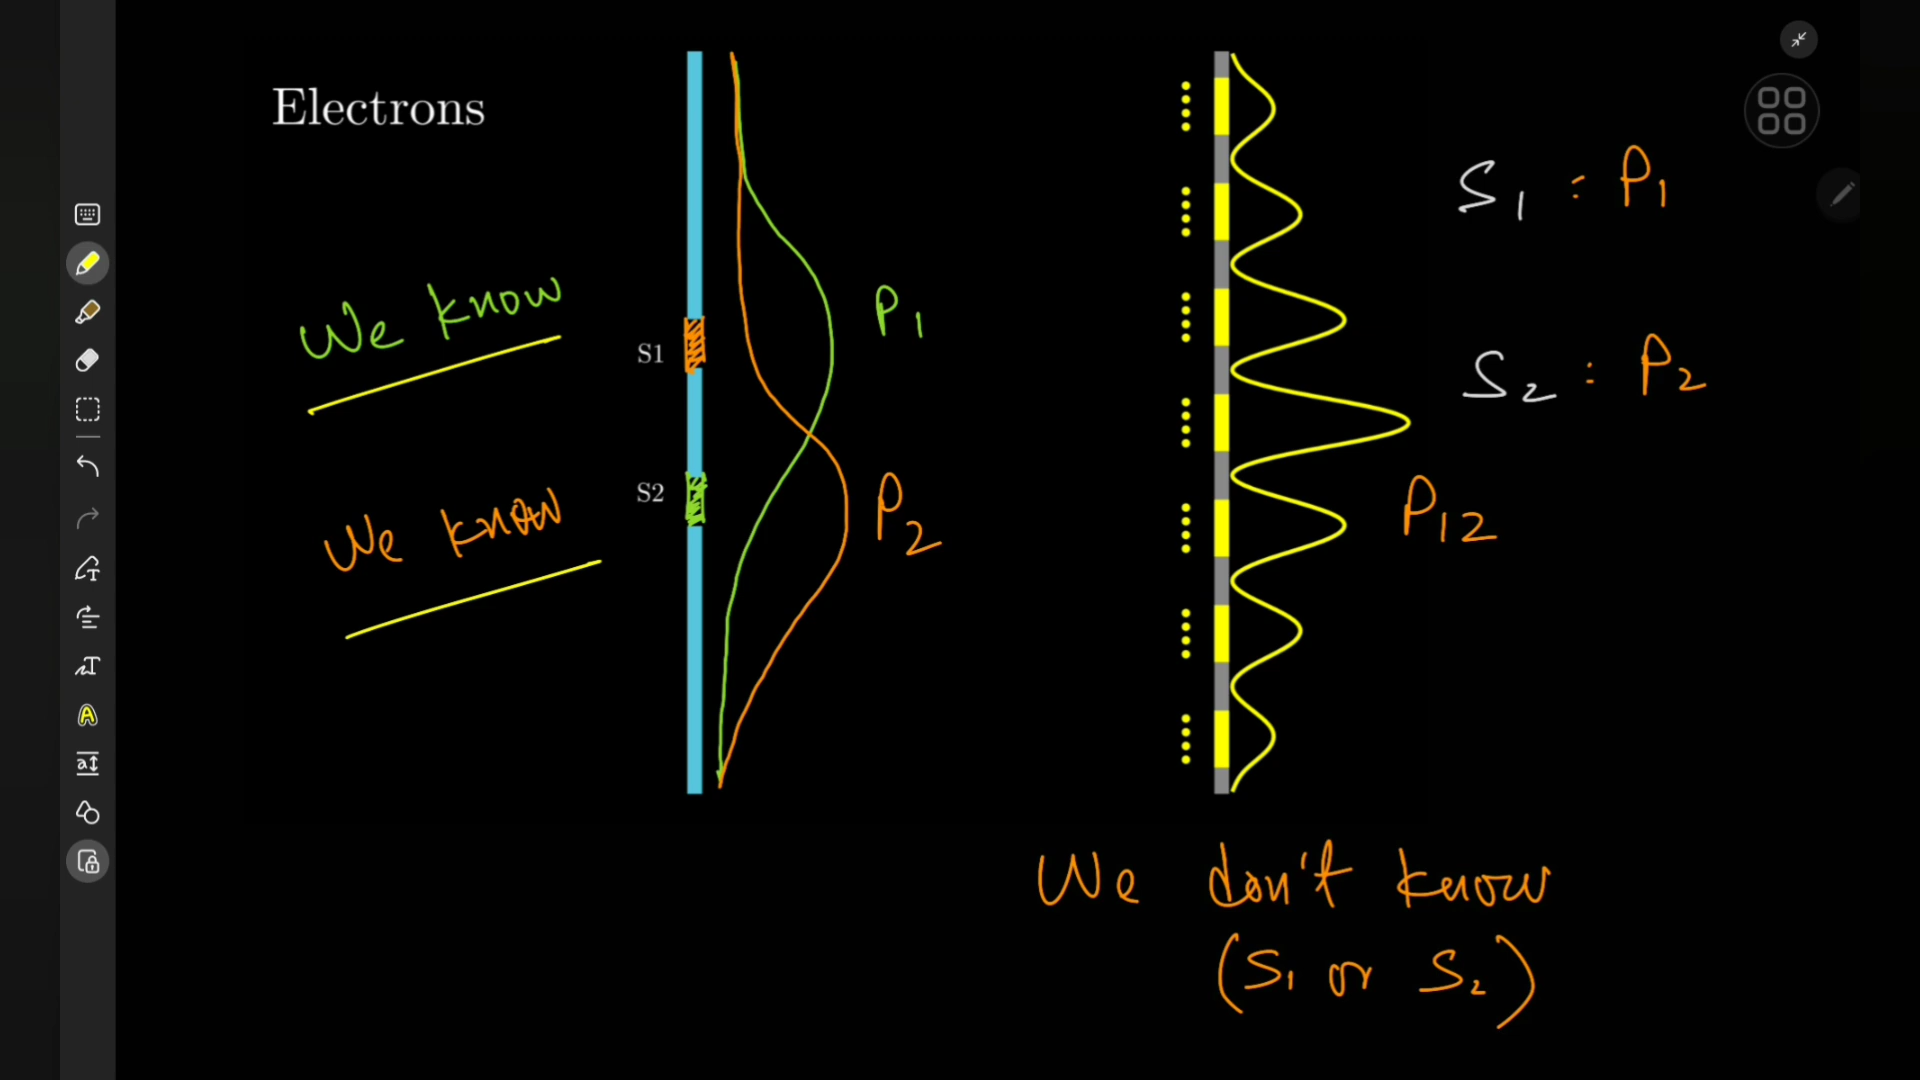 Electrons
We know
S1
P1
S2
P2
We know
S1 : P1
S2 : P2
P12
We don't know
(S1 or S2)